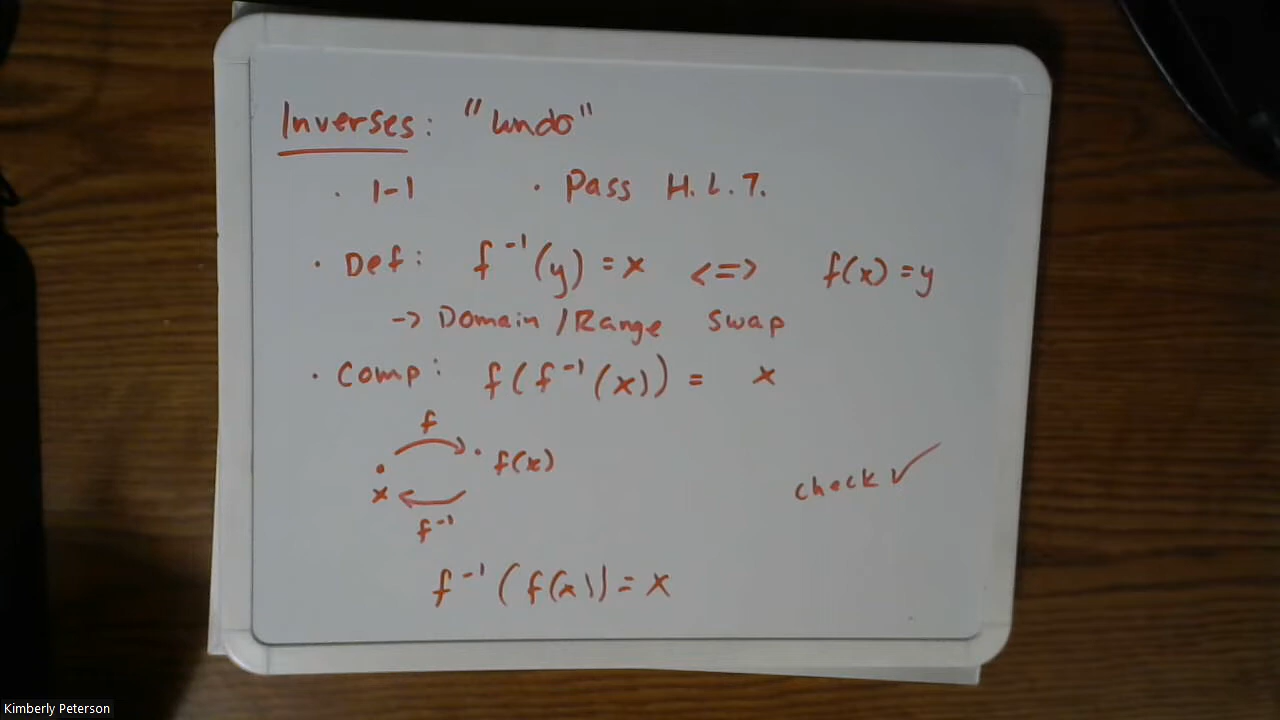 Inverses: "undo"
· 1-1 · Pass H.L.T.
· Def: f⁻¹(y) = x <=> f(x) = y
-> Domain/Range swap
· Comp: f(f⁻¹(x)) = x
f
· · f(x)
x
f⁻¹
check ✓
f⁻¹(f(x)) = x
Kimberly Peterson